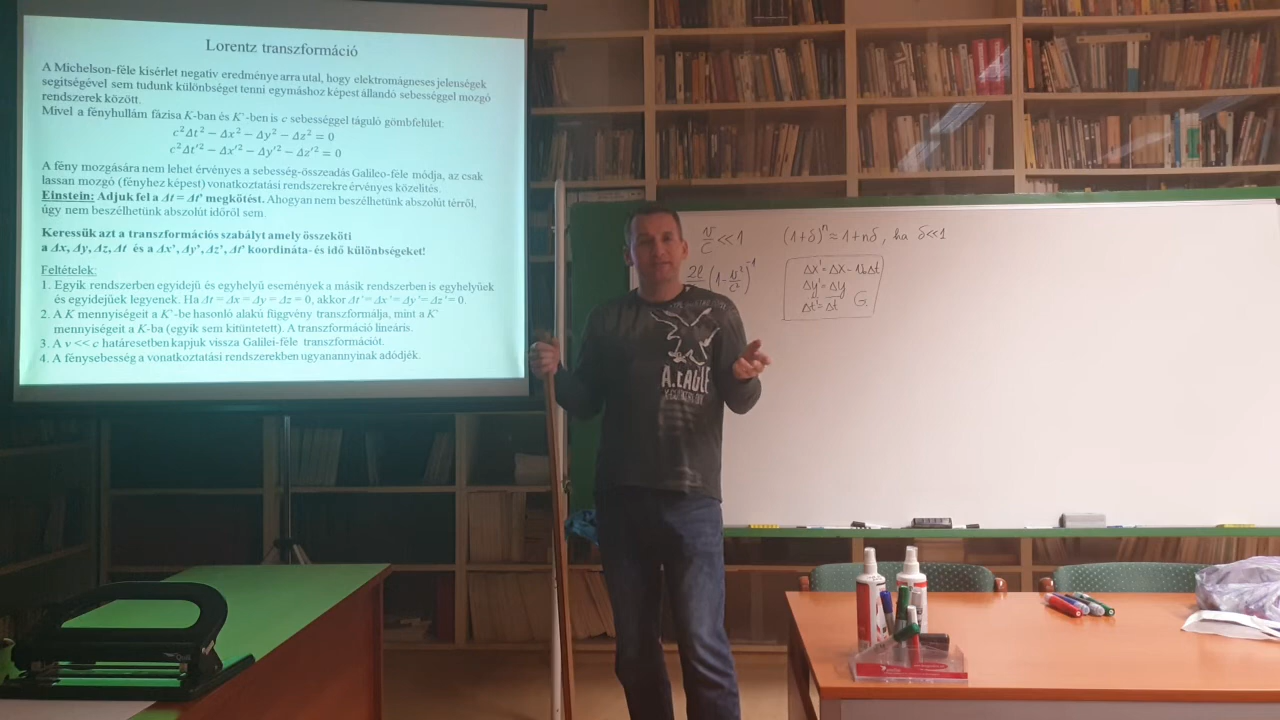 Lorentz transzformáció
A Michelson-féle kísérlet negatív eredménye arra utal, hogy elektromágneses jelenségek
segítségével sem tudunk különbséget tenni egymáshoz képest állandó sebességgel mozgó
rendszerek között.
Mivel a fényhullám fázisa K-ban és K'-ben is c sebességgel táguló gömbfelület:
c²Δt² − Δx² − Δy² − Δz² = 0
c²Δt'² − Δx'² − Δy'² − Δz'² = 0
A fény mozgására nem lehet érvényes a sebesség-összeadás Galileo-féle módja, az csak
lassan mozgó (fényhez képest) vonatkoztatási rendszerekre érvényes közelítés.
Einstein: Adjuk fel a Δt = Δt' megkötést. Ahogyan nem beszélhetünk abszolút térről,
úgy nem beszélhetünk abszolút időről sem.
Keressük azt a transzformációs szabályt amely összeköti
a Δx, Δy, Δz, Δt és a Δx', Δy', Δz', Δt' koordináta- és idő különbségeket!
Feltételek:
1. Egyik rendszerben egyidejű és egyhelyű események a másik rendszerben is egyhelyűek
és egyidejűek legyenek. Ha Δt = Δx = Δy = Δz = 0, akkor Δt' = Δx' = Δy' = Δz' = 0.
2. A K mennyiségeit a K'-be hasonló alakú függvény transzformálja, mint a K'
mennyiségeit a K-ba (egyik sem kitüntetett). A transzformáció lineáris.
3. A v << c határesetben kapjuk vissza Galilei-féle transzformációt.
4. A fénysebesség a vonatkoztatási rendszerekben ugyanannyinak adódjék.
v/c << 1 (1+δ)ⁿ ≈ 1+nδ, ha δ<<1
2l (1-v²/c²)⁻¹
Δx' = Δx - v₀Δt
Δy' = Δy
Δt' = Δt G
A.EAGLE